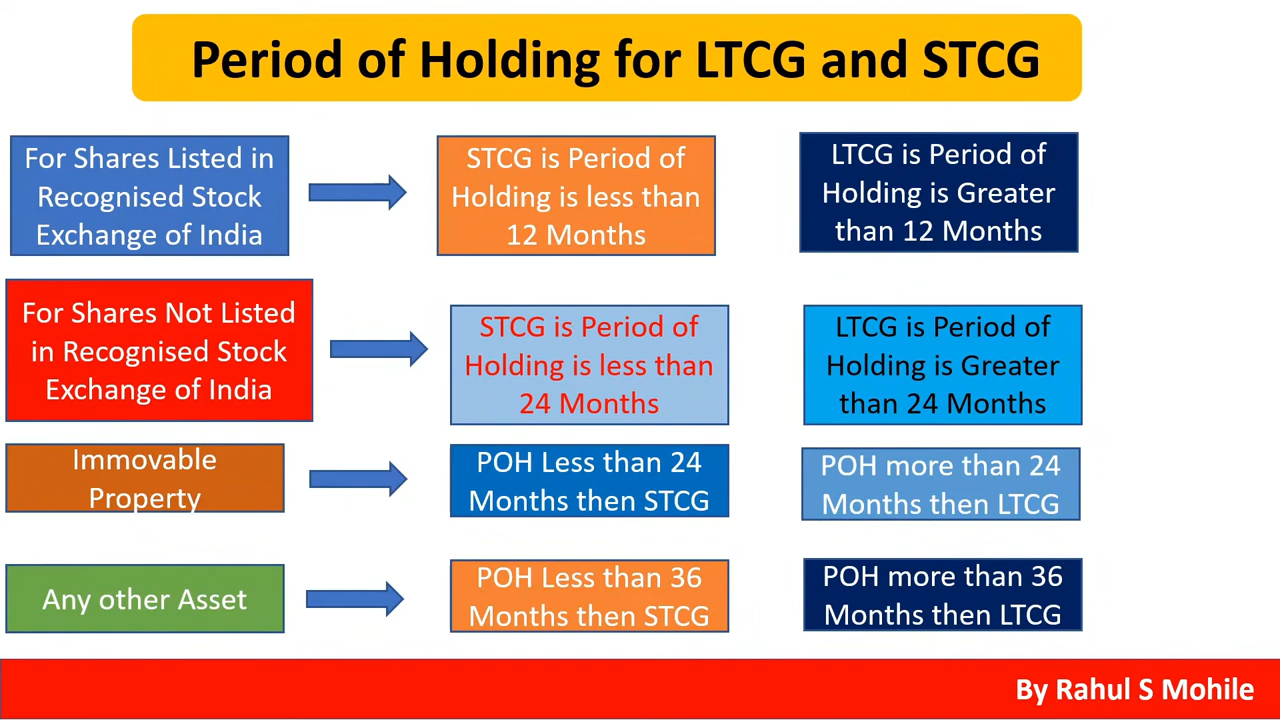 Period of Holding for LTCG and STCG
For Shares Listed in
Recognised Stock
Exchange of India
STCG is Period of
Holding is less than
12 Months
LTCG is Period of
Holding is Greater
than 12 Months
For Shares Not Listed
in Recognised Stock
Exchange of India
STCG is Period of
Holding is less than
24 Months
LTCG is Period of
Holding is Greater
than 24 Months
Immovable
Property
POH Less than 24
Months then STCG
POH more than 24
Months then LTCG
Any other Asset
POH Less than 36
Months then STCG
POH more than 36
Months then LTCG
By Rahul S Mohile